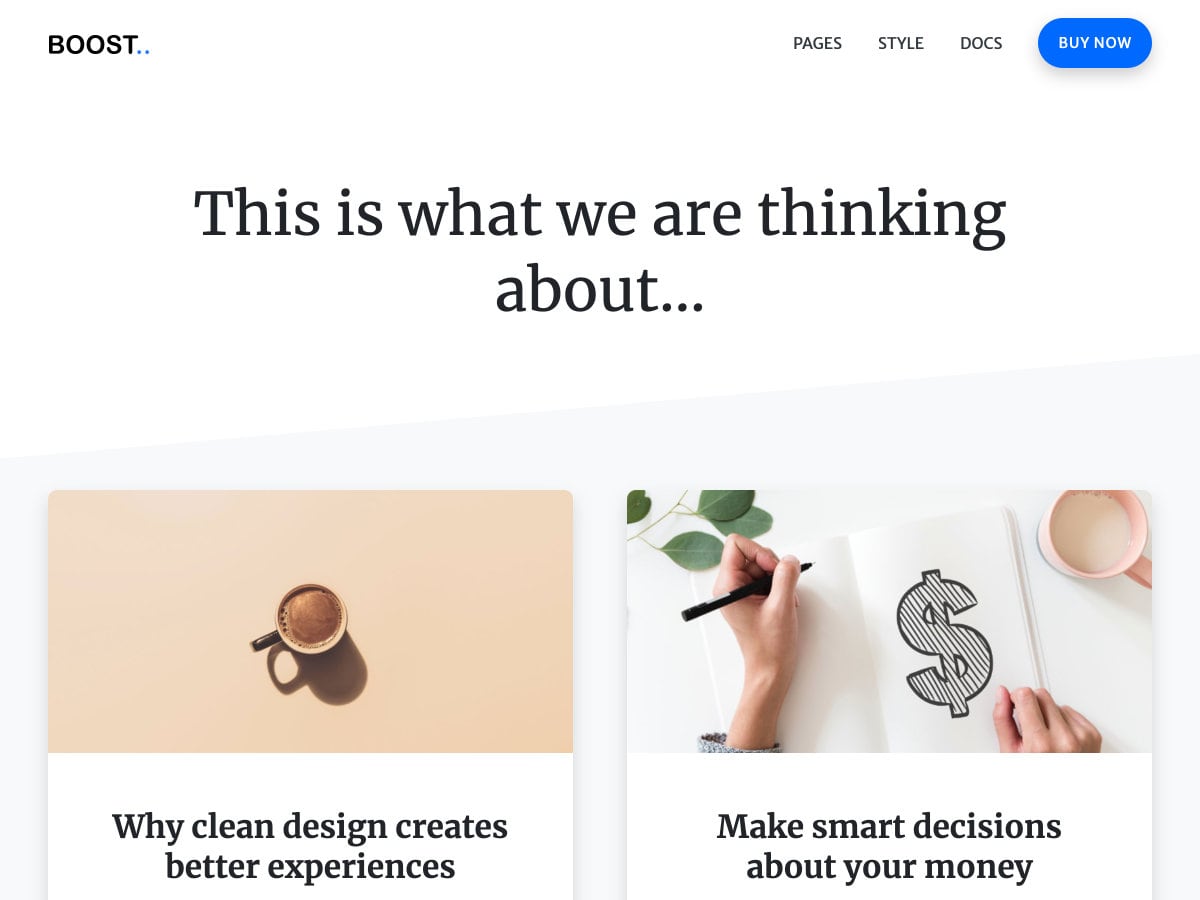 BOOST..
PAGES STYLE DOCS BUY NOW
This is what we are thinking
about...
$
Why clean design creates
better experiences
Make smart decisions
about your money